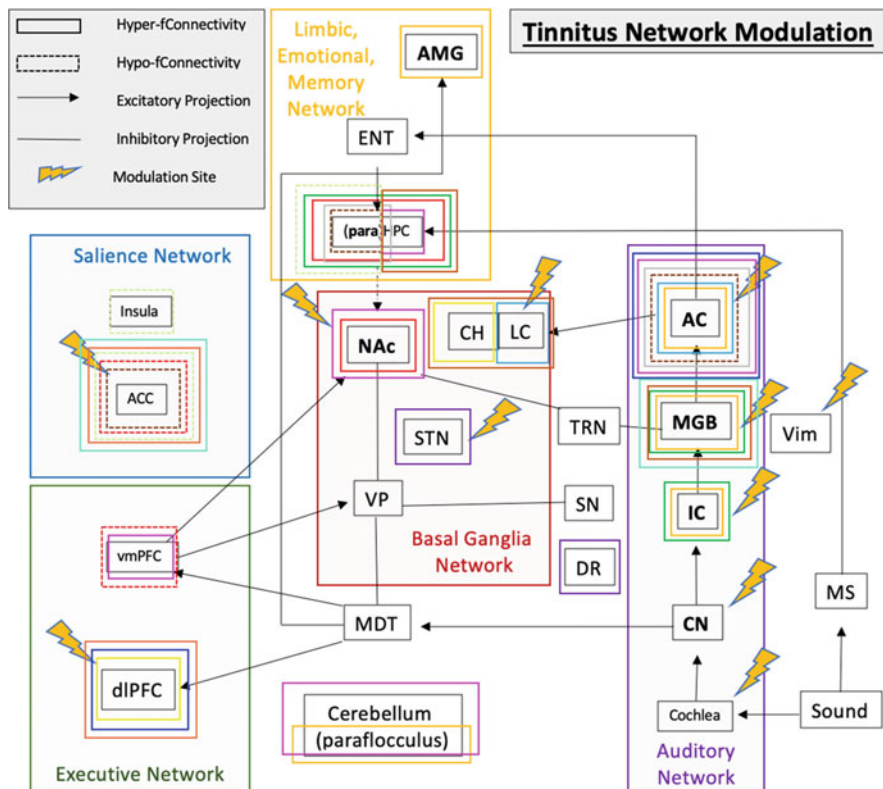 Hyper-fConnectivity
Hypo-fConnectivity
Excitatory Projection
Inhibitory Projection
Modulation Site
Limbic,
Emotional,
Memory
Network
AMG
Tinnitus Network Modulation
ENT
(para)HPC
Salience Network
Insula
ACC
NAc
CH
LC
AC
STN
TRN
MGB
Vim
VP
SN
IC
Basal Ganglia
Network
vmPFC
DR
MS
MDT
CN
dlPFC
Cerebellum
(paraflocculus)
Cochlea
Sound
Executive Network
Auditory
Network